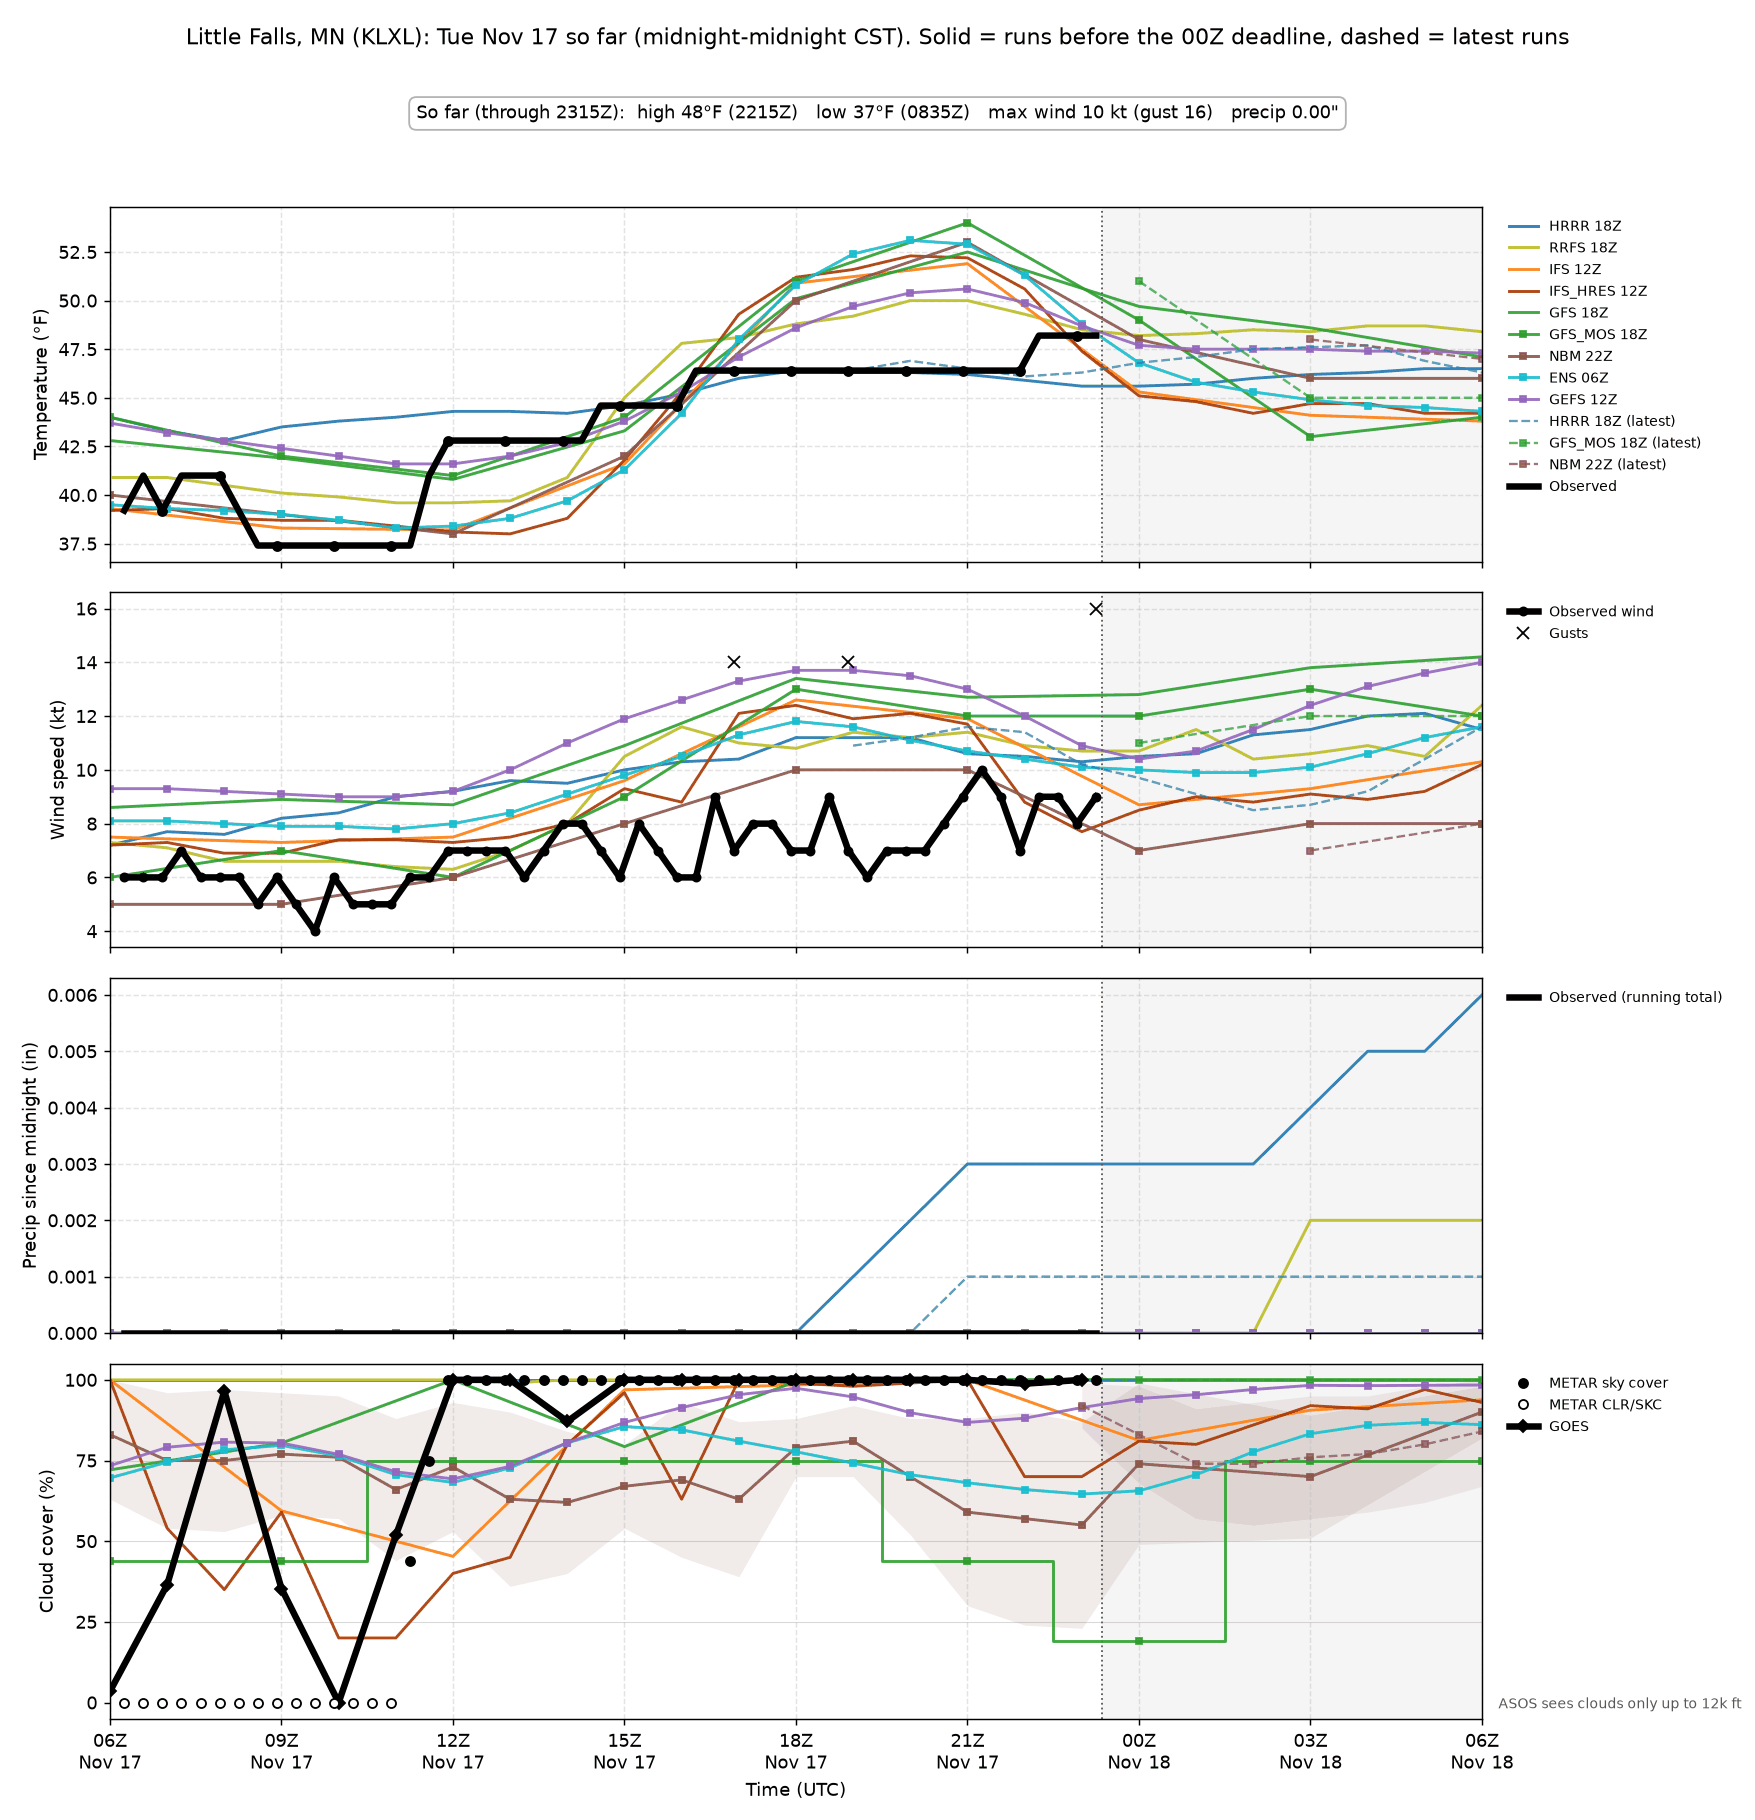 Little Falls, MN (KLXL): Tue Nov 17 so far (midnight-midnight CST). Solid = runs before the 00Z deadline, dashed = latest runs
So far (through 2315Z):  high 48°F (2215Z)   low 37°F (0835Z)   max wind 10 kt (gust 16)   precip 0.00"
Temperature (°F)
52.5
50.0
47.5
45.0
42.5
40.0
37.5
HRRR 18Z
RRFS 18Z
IFS 12Z
IFS_HRES 12Z
GFS 18Z
GFS_MOS 18Z
NBM 22Z
ENS 06Z
GEFS 12Z
HRRR 18Z (latest)
GFS_MOS 18Z (latest)
NBM 22Z (latest)
Observed
Wind speed (kt)
16
14
12
10
8
6
4
Observed wind
Gusts
Precip since midnight (in)
0.006
0.005
0.004
0.003
0.002
0.001
0.000
Observed (running total)
Cloud cover (%)
100
75
50
25
0
METAR sky cover
METAR CLR/SKC
GOES
ASOS sees clouds only up to 12k ft
06Z
Nov 17
09Z
Nov 17
12Z
Nov 17
15Z
Nov 17
18Z
Nov 17
21Z
Nov 17
00Z
Nov 18
03Z
Nov 18
06Z
Nov 18
Time (UTC)